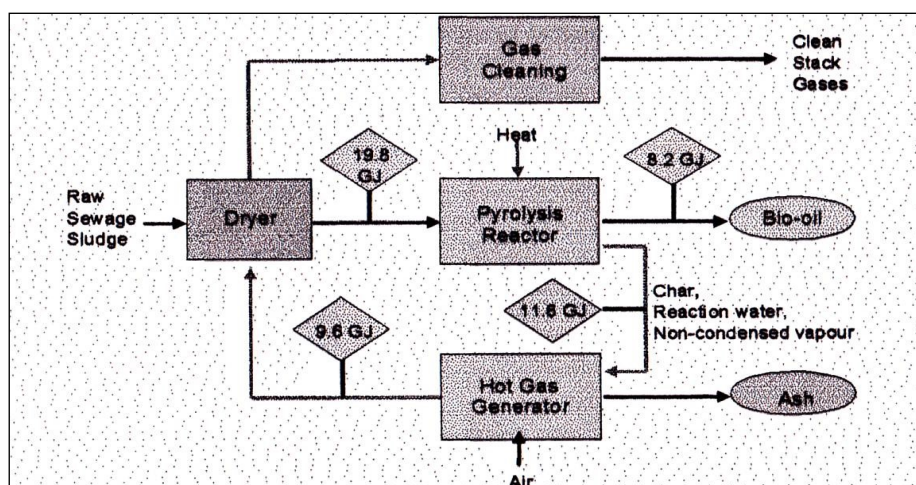 Gas
Cleaning
Clean
Stack
Gases
Heat
19.8
GJ
8.2 GJ
Raw
Sewage
Sludge
Dryer
Pyrolysis
Reactor
Bio-oil
11.6 GJ
Char,
Reaction water,
Non-condensed vapour
9.6 GJ
Hot Gas
Generator
Ash
Air